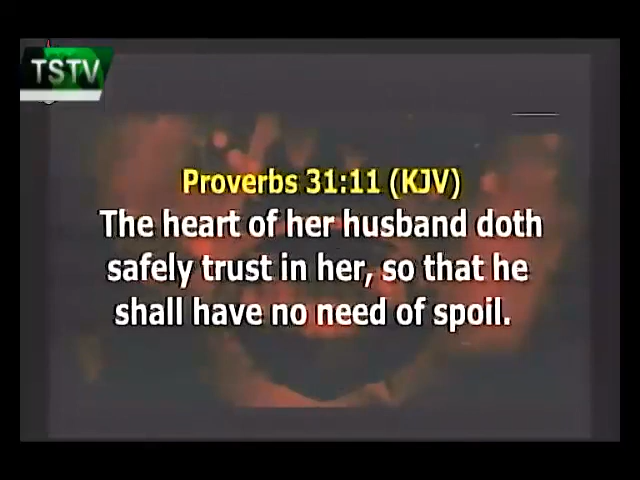 TSTV
Proverbs 31:11 (KJV)
The heart of her husband doth
safely trust in her, so that he
shall have no need of spoil.